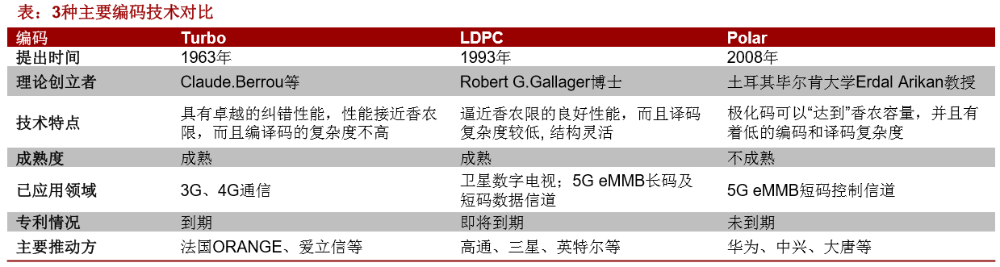 表：3种主要编码技术对比
编码 Turbo LDPC Polar
提出时间 1963年 1993年 2008年
理论创立者 Claude.Berrou等 Robert G.Gallager博士 土耳其毕尔肯大学Erdal Arikan教授
技术特点
具有卓越的纠错性能，性能接近香农
限，而且编译码的复杂度不高
逼近香农限的良好性能，而且译码
复杂度较低, 结构灵活
极化码可以“达到”香农容量，并且有
着低的编码和译码复杂度
成熟度 成熟 成熟 不成熟
已应用领域 3G、4G通信
卫星数字电视；5G eMMB长码及
短码数据信道
5G eMMB短码控制信道
专利情况 到期 即将到期 未到期
主要推动方 法国ORANGE、爱立信等 高通、三星、英特尔等 华为、中兴、大唐等